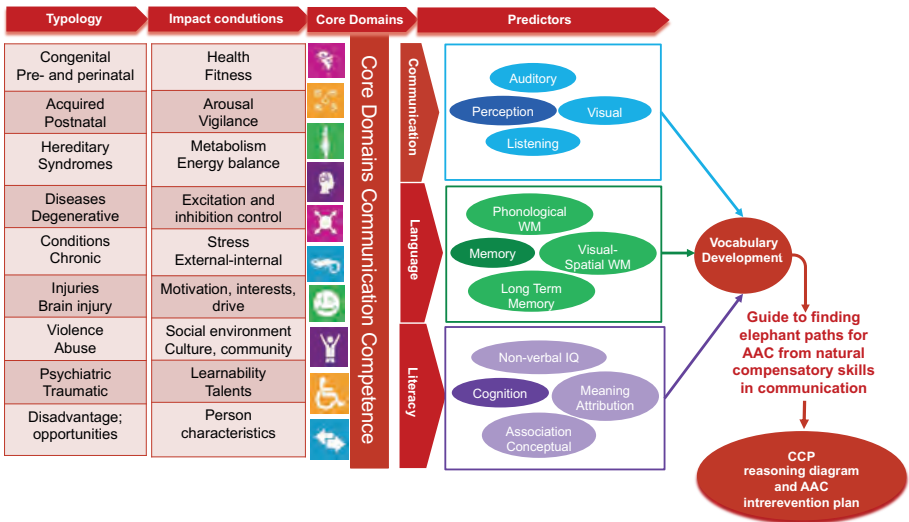 Typology
Impact condutions
Core Domains
Predictors
Congenital
Pre- and perinatal
Acquired
Postnatal
Hereditary
Syndromes
Diseases
Degenerative
Conditions
Chronic
Injuries
Brain injury
Violence
Abuse
Psychiatric
Traumatic
Disadvantage;
opportunities
Health
Fitness
Arousal
Vigilance
Metabolism
Energy balance
Excitation and
inhibition control
Stress
External-internal
Motivation, interests,
drive
Social environment
Culture, community
Learnability
Talents
Person
characteristics
Core Domains Communication Competence
Communication
Language
Literacy
Auditory
Perception
Visual
Listening
Phonological
WM
Memory
Visual-
Spatial WM
Long Term
Memory
Non-verbal IQ
Cognition
Meaning
Attribution
Association
Conceptual
Vocabulary
Development
Guide to finding
elephant paths for
AAC from natural
compensatory skills
in communication
CCP
reasoning diagram
and AAC
intrerevention plan